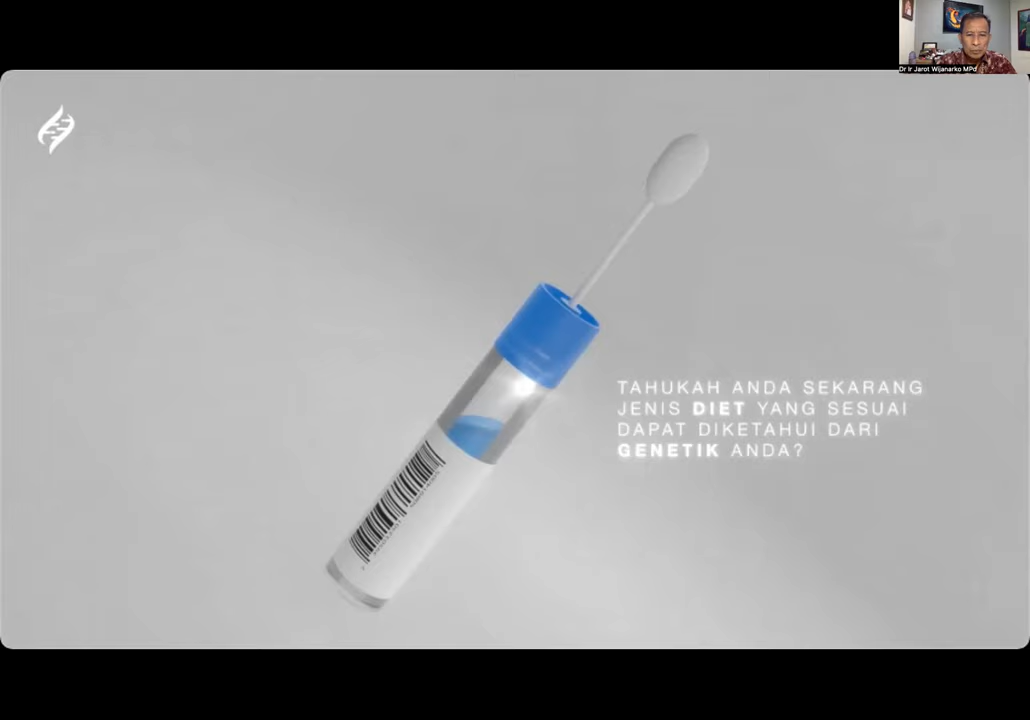 Dr Ir Jarot Wijanarko MPd
TAHUKAH ANDA SEKARANG
JENIS DIET YANG SESUAI
DAPAT DIKETAHUI DARI
GENETIK ANDA?